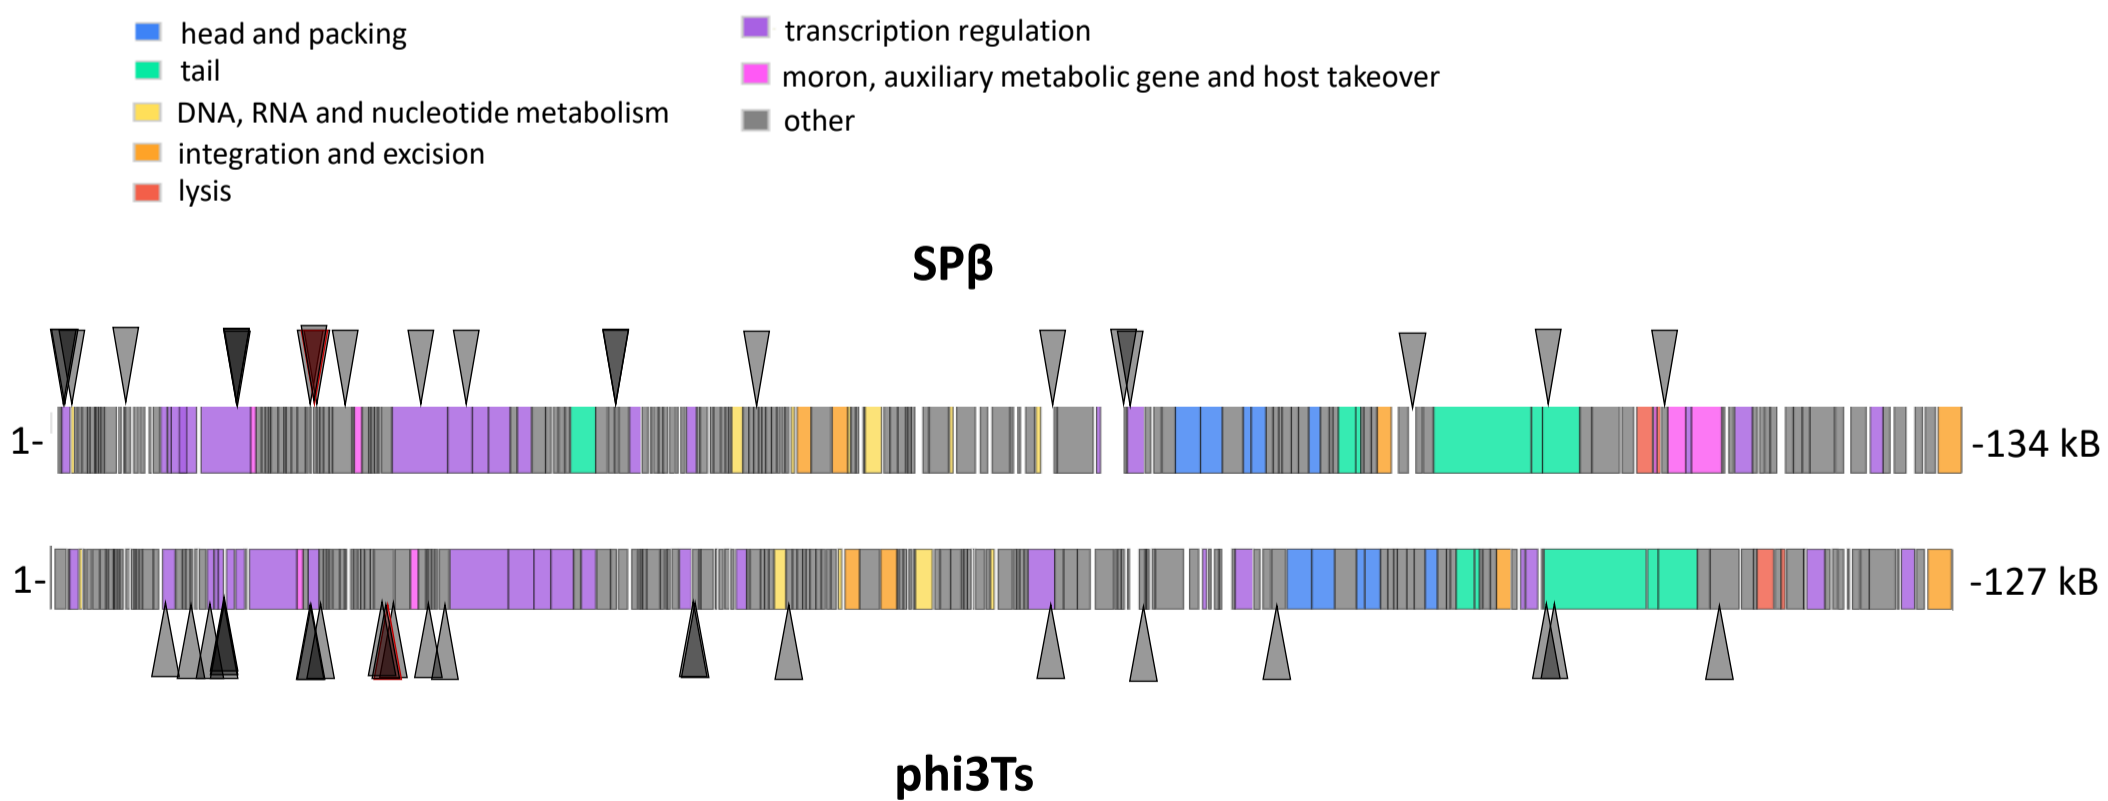 head and packing
tail
DNA, RNA and nucleotide metabolism
integration and excision
lysis
transcription regulation
moron, auxiliary metabolic gene and host takeover
other
SPβ
1- -134 kB
1- -127 kB
phi3Ts